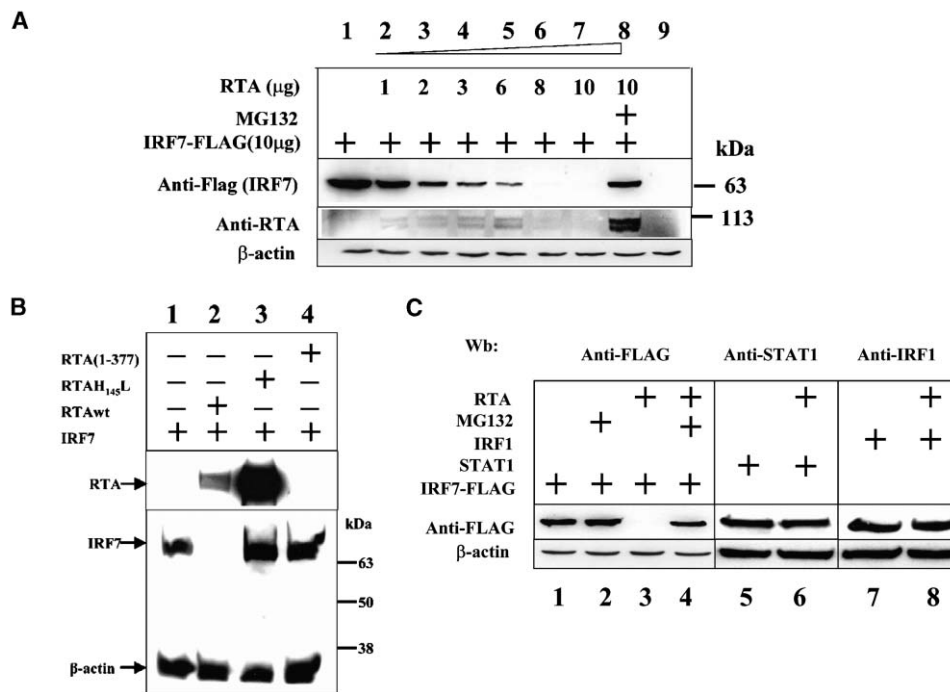 A
1 2 3 4 5 6 7 8 9
RTA (μg) 1 2 3 6 8 10 10
MG132 +
IRF7-FLAG(10μg) + + + + + + + +
kDa
Anti-Flag (IRF7) 63
Anti-RTA 113
β-actin
B
1 2 3 4
RTA(1-377) – – – +
RTAH145L – – + –
RTAwt – + – –
IRF7 + + + +
RTA
kDa
IRF7
63
50
38
β-actin
C
Wb: Anti-FLAG Anti-STAT1 Anti-IRF1
RTA + + + +
MG132 + +
IRF1 + +
STAT1 + +
IRF7-FLAG + + + +
Anti-FLAG
β-actin
1 2 3 4 5 6 7 8